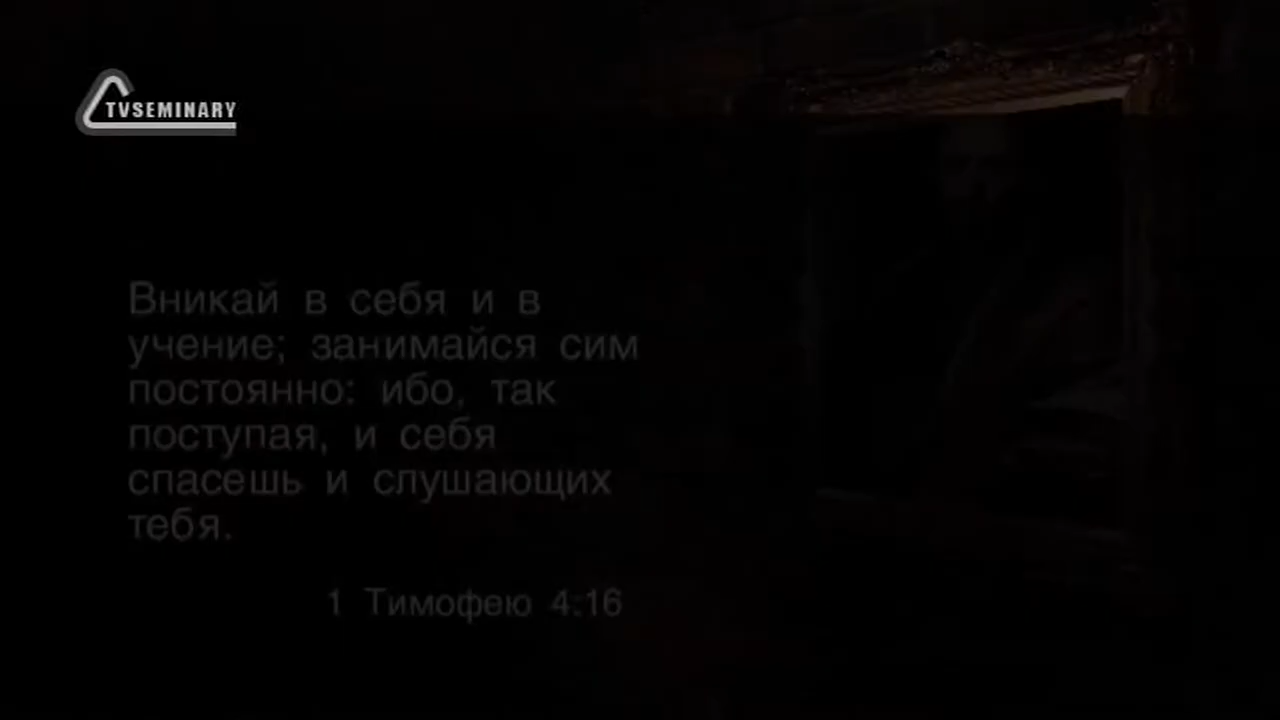 TVSEMINARY
Вникай в себя и в
учение; занимайся сим
постоянно: ибо, так
поступая, и себя
спасешь и слушающих
тебя.
1 Тимофею 4:16